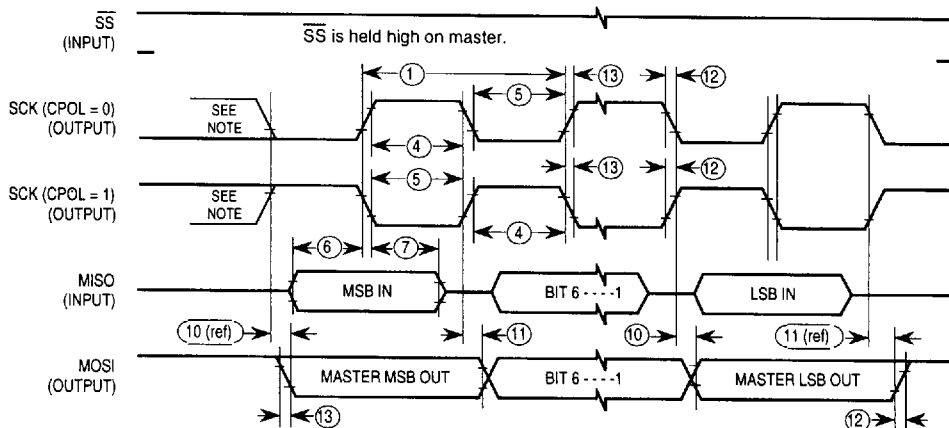 SS
(INPUT)
SS is held high on master.
1
13
12
5
SCK (CPOL = 0)
(OUTPUT)
SEE
NOTE
4
13
12
5
SCK (CPOL = 1)
(OUTPUT)
SEE
NOTE
4
6
7
MISO
(INPUT)
MSB IN
BIT 6 - - - - - 1
LSB IN
10 (ref)
11
10
11 (ref)
MOSI
(OUTPUT)
MASTER MSB OUT
BIT 6 - - - - - 1
MASTER LSB OUT
13
12